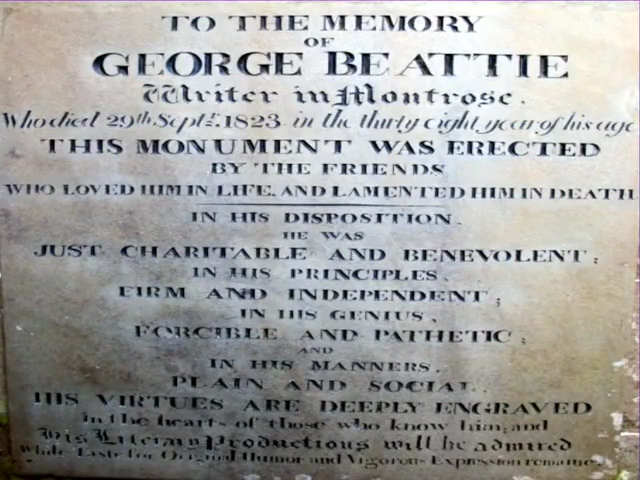 TO THE MEMORY
OF
GEORGE BEATTIE
Writer in Montrose.
Who died 29th Septr. 1823 in the thirty eight year of his age
THIS MONUMENT WAS ERECTED
BY THE FRIENDS
WHO LOVED HIM IN LIFE, AND LAMENTED HIM IN DEATH
IN HIS DISPOSITION.
HE WAS
JUST CHARITABLE AND BENEVOLENT;
IN HIS PRINCIPLES,
FIRM AND INDEPENDENT;
IN HIS GENIUS,
FORCIBLE AND PATHETIC;
AND
IN HIS MANNERS.
PLAIN AND SOCIAL.
HIS VIRTUES ARE DEEPLY ENGRAVED
In the hearts of those who know him; and
His Literary Productions will be admired
While Taste for Original Humor and Vigorous Expression remains.